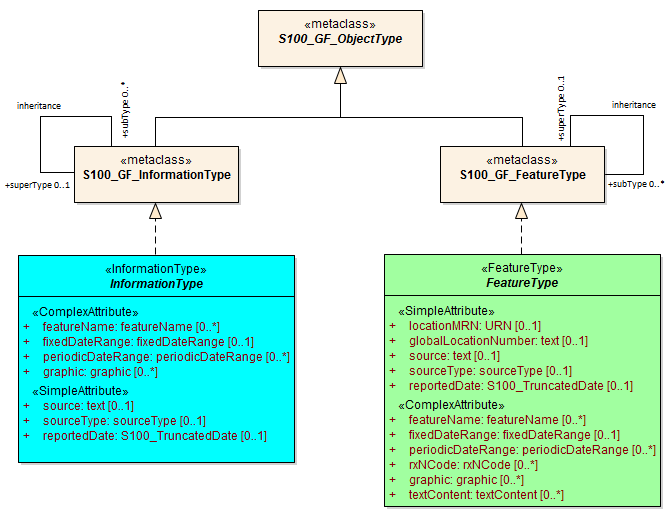 «metaclass»
S100_GF_ObjectType
inheritance
+subType 0..*
+superType 0..1
inheritance
«metaclass»
S100_GF_InformationType
+superType 0..1
«metaclass»
S100_GF_FeatureType
+subType 0..*
«InformationType»
InformationType
«ComplexAttribute»
+ featureName: featureName [0..*]
+ fixedDateRange: fixedDateRange [0..1]
+ periodicDateRange: periodicDateRange [0..*]
+ graphic: graphic [0..*]
«SimpleAttribute»
+ source: text [0..1]
+ sourceType: sourceType [0..1]
+ reportedDate: S100_TruncatedDate [0..1]
«FeatureType»
FeatureType
«SimpleAttribute»
+ locationMRN: URN [0..1]
+ globalLocationNumber: text [0..1]
+ source: text [0..1]
+ sourceType: sourceType [0..1]
+ reportedDate: S100_TruncatedDate [0..1]
«ComplexAttribute»
+ featureName: featureName [0..*]
+ fixedDateRange: fixedDateRange [0..1]
+ periodicDateRange: periodicDateRange [0..*]
+ rxNCode: rxNCode [0..*]
+ graphic: graphic [0..*]
+ textContent: textContent [0..*]